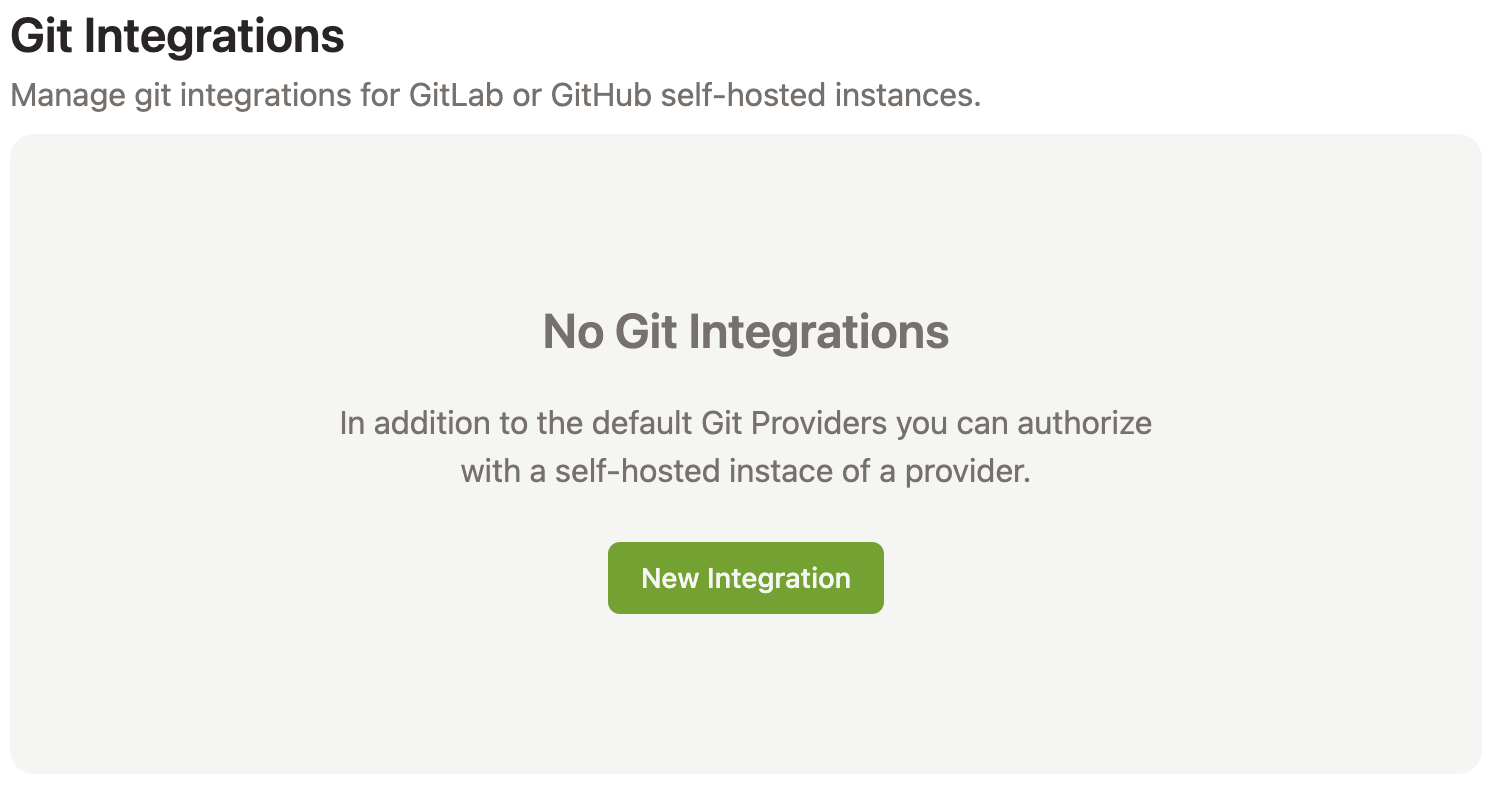 Git Integrations
Manage git integrations for GitLab or GitHub self-hosted instances.
No Git Integrations
In addition to the default Git Providers you can authorize
with a self-hosted instace of a provider.
New Integration